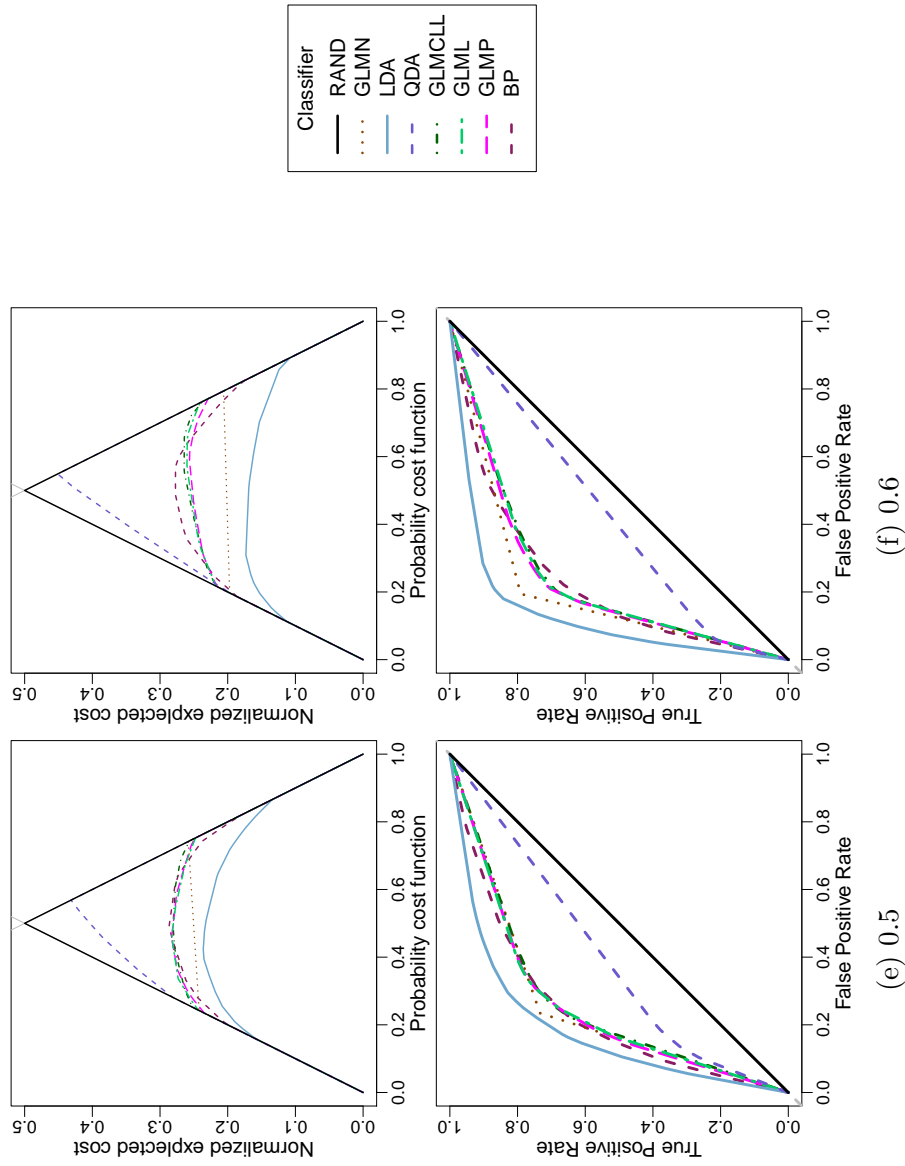 Classifier
RAND
GLMN
LDA
QDA
GLMCLL
GLML
GLMP
BP
Normalized explected cost
0.5
0.4
0.3
0.2
0.1
0.0
0.0 0.2 0.4 0.6 0.8 1.0
Probability cost function
Normalized explected cost
0.5
0.4
0.3
0.2
0.1
0.0
0.0 0.2 0.4 0.6 0.8 1.0
Probability cost function
True Positive Rate
1.0
0.8
0.6
0.4
0.2
0.0
0.0 0.2 0.4 0.6 0.8 1.0
False Positive Rate
(e) 0.5
True Positive Rate
1.0
0.8
0.6
0.4
0.2
0.0
0.0 0.2 0.4 0.6 0.8 1.0
False Positive Rate
(f) 0.6